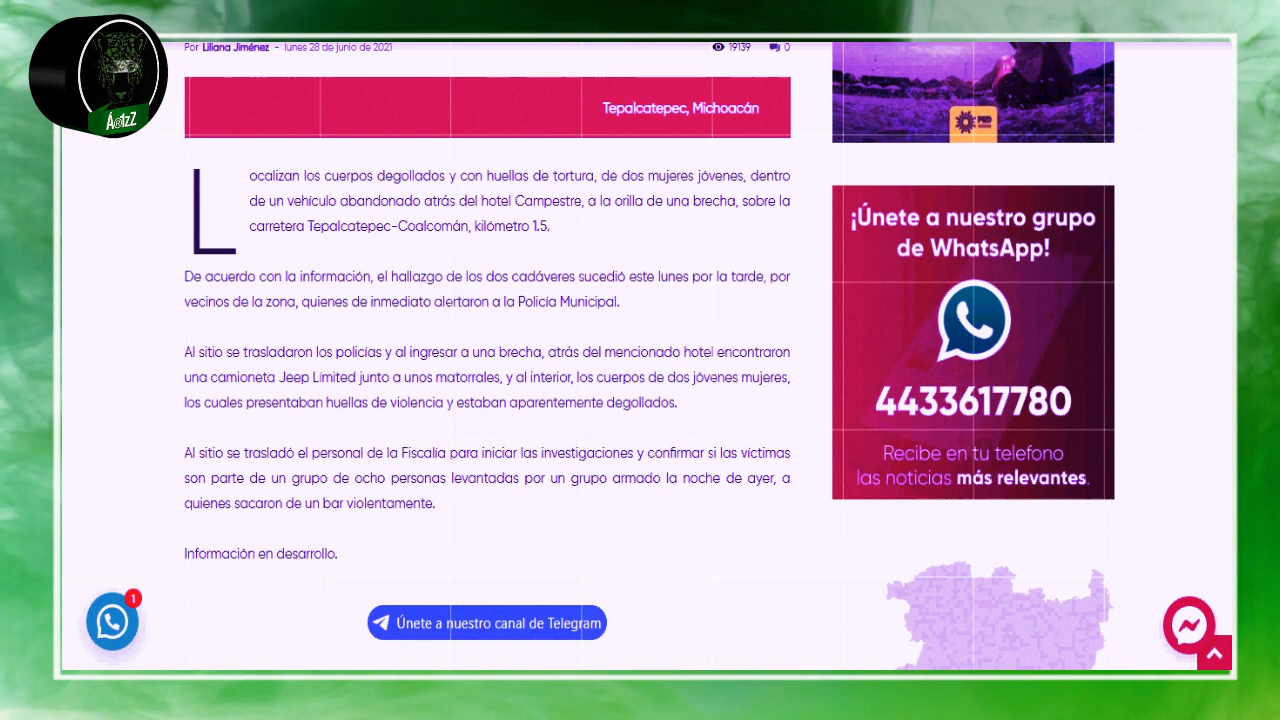 Por Liliana Jiménez - lunes 28 de junio de 2021 19139 0
Tepalcatepec, Michoacán
Localizan los cuerpos degollados y con huellas de tortura, de dos mujeres jóvenes, dentro
de un vehículo abandonado atrás del hotel Campestre, a la orilla de una brecha, sobre la
carretera Tepalcatepec-Coalcomán, kilómetro 1.5.
De acuerdo con la información, el hallazgo de los dos cadáveres sucedió este lunes por la tarde, por
vecinos de la zona, quienes de inmediato alertaron a la Policía Municipal.
Al sitio se trasladaron los policías y al ingresar a una brecha, atrás del mencionado hotel encontraron
una camioneta Jeep Limited junto a unos matorrales, y al interior, los cuerpos de dos jóvenes mujeres,
los cuales presentaban huellas de violencia y estaban aparentemente degollados.
Al sitio se trasladó el personal de la Fiscalía para iniciar las investigaciones y confirmar si las víctimas
son parte de un grupo de ocho personas levantadas por un grupo armado la noche de ayer, a
quienes sacaron de un bar violentamente.
Información en desarrollo.
Únete a nuestro canal de Telegram
PRD
¡Únete a nuestro grupo
de WhatsApp!
4433617780
Recibe en tu telefono
las noticias más relevantes.
1
Á@1zZ